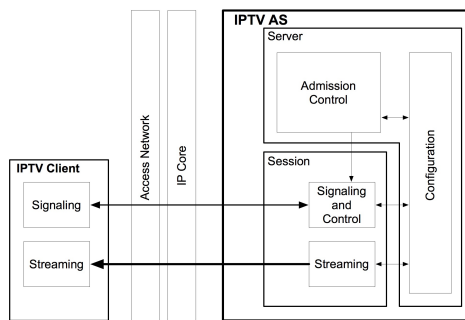 IPTV AS
Server
Admission
Control
Configuration
Access Network
IP Core
Session
IPTV Client
Signaling
Signaling
and
Control
Streaming
Streaming